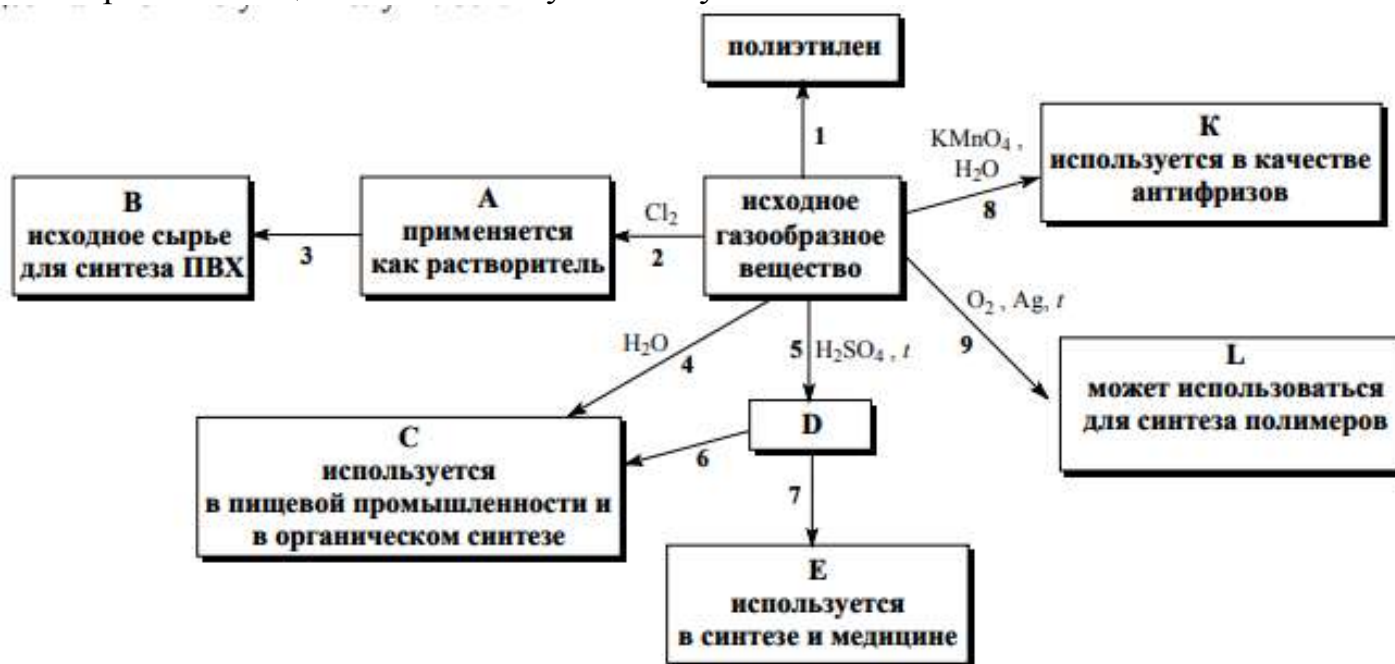 полиэтилен
1
KMnO4 ,
H2O
8
К
используется в качестве
антифризов
В
исходное сырье
для синтеза ПВХ
3
А
применяется
как растворитель
Cl2
2
исходное
газообразное
вещество
O2 , Ag, t
9
L
может использоваться
для синтеза полимеров
H2O
4
5
H2SO4 , t
С
используется
в пищевой промышленности и
в органическом синтезе
6
D
7
Е
используется
в синтезе и медицине